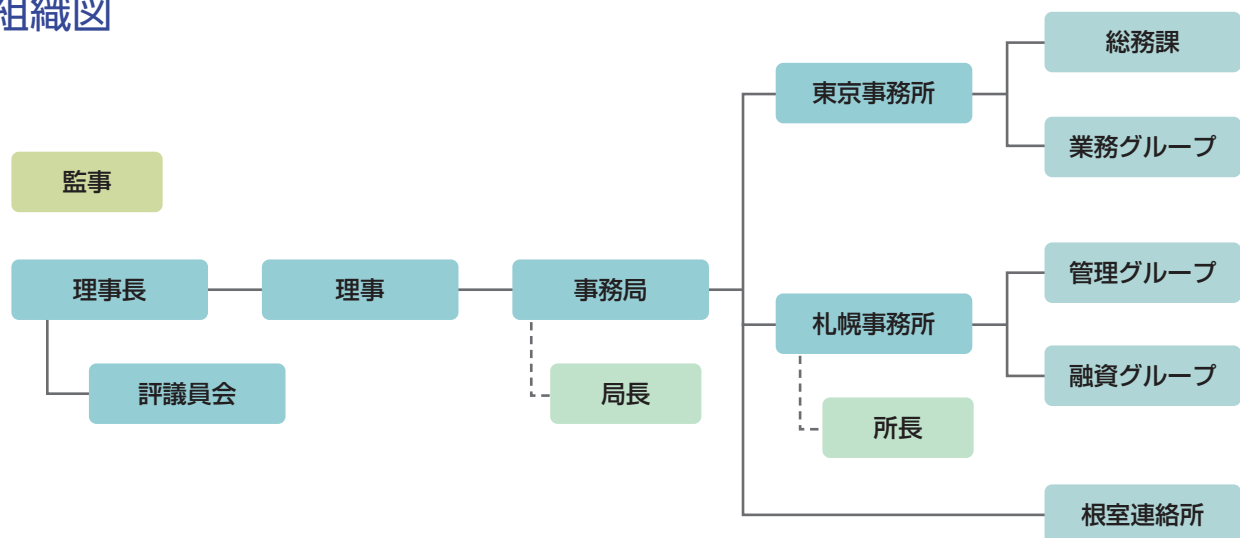 組織図
監事
理事長
評議員会
理事
事務局
局長
東京事務所
総務課
業務グループ
札幌事務所
所長
管理グループ
融資グループ
根室連絡所